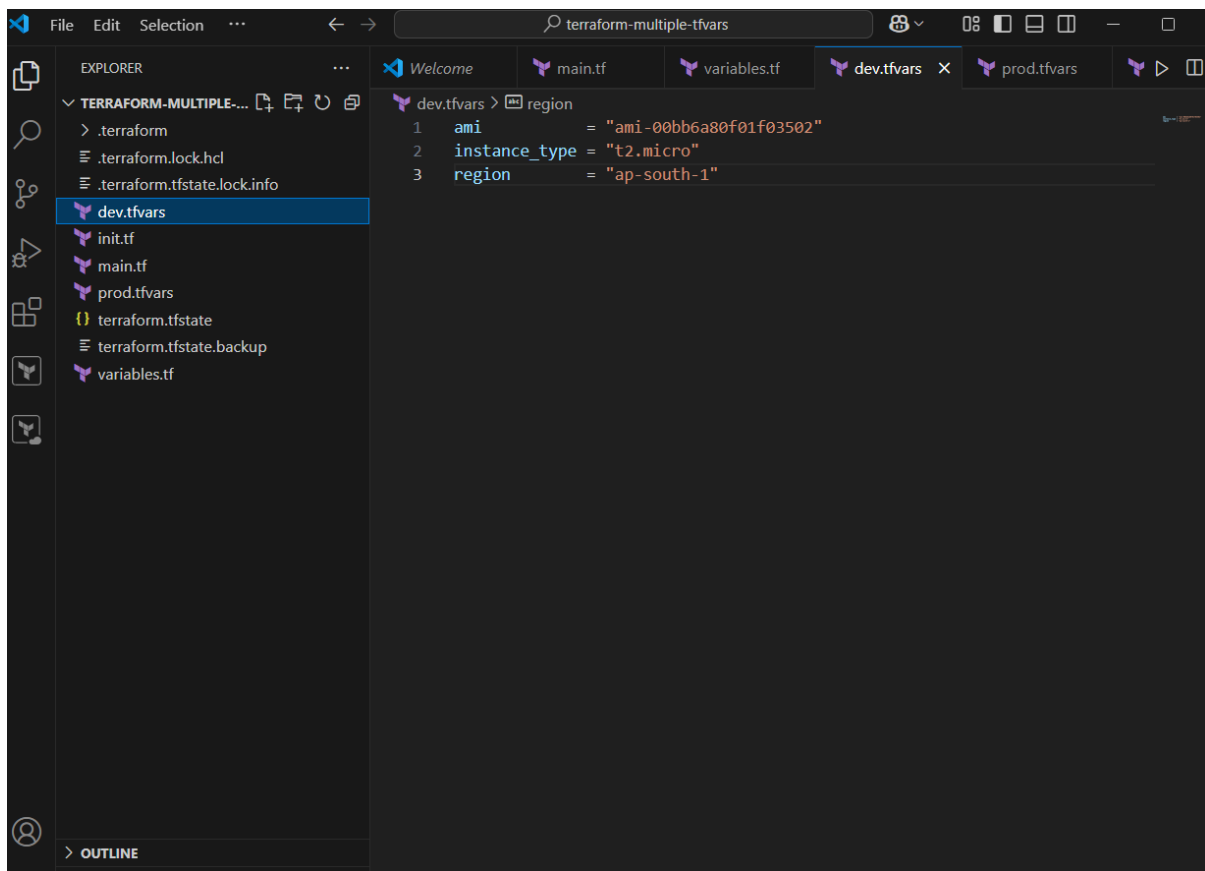 File Edit Selection ··· terraform-multiple-tfvars
EXPLORER ···
Welcome main.tf variables.tf dev.tfvars prod.tfvars
TERRAFORM-MULTIPLE-...
.terraform
.terraform.lock.hcl
.terraform.tfstate.lock.info
dev.tfvars
init.tf
main.tf
prod.tfvars
terraform.tfstate
terraform.tfstate.backup
variables.tf
OUTLINE
dev.tfvars > region
1 ami = "ami-00bb6a80f01f03502"
2 instance_type = "t2.micro"
3 region = "ap-south-1"